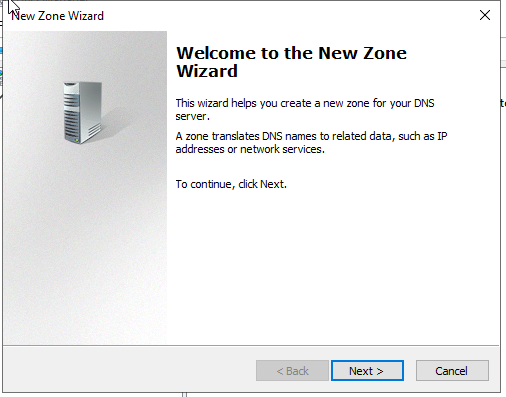 New Zone Wizard
Welcome to the New Zone
Wizard
This wizard helps you create a new zone for your DNS
server.
A zone translates DNS names to related data, such as IP
addresses or network services.
To continue, click Next.
< Back
Next >
Cancel